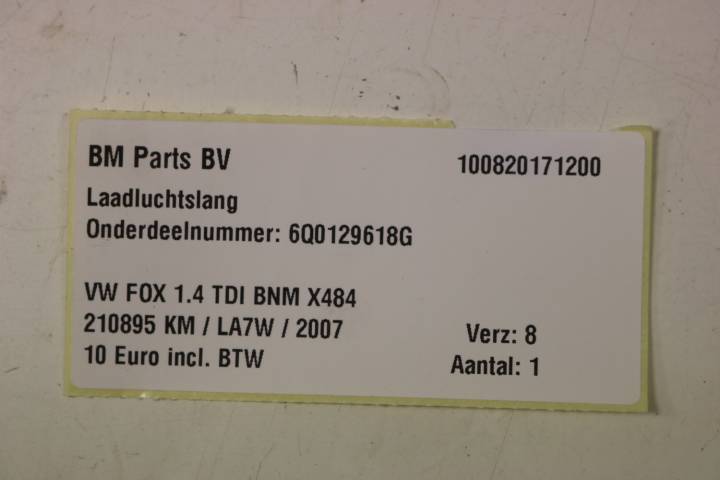 BM Parts BV
100820171200
Laadluchtslang
Onderdeelnummer: 6Q0129618G
VW FOX 1.4 TDI BNM X484
210895 KM / LA7W / 2007
Verz: 8
10 Euro incl. BTW
Aantal: 1